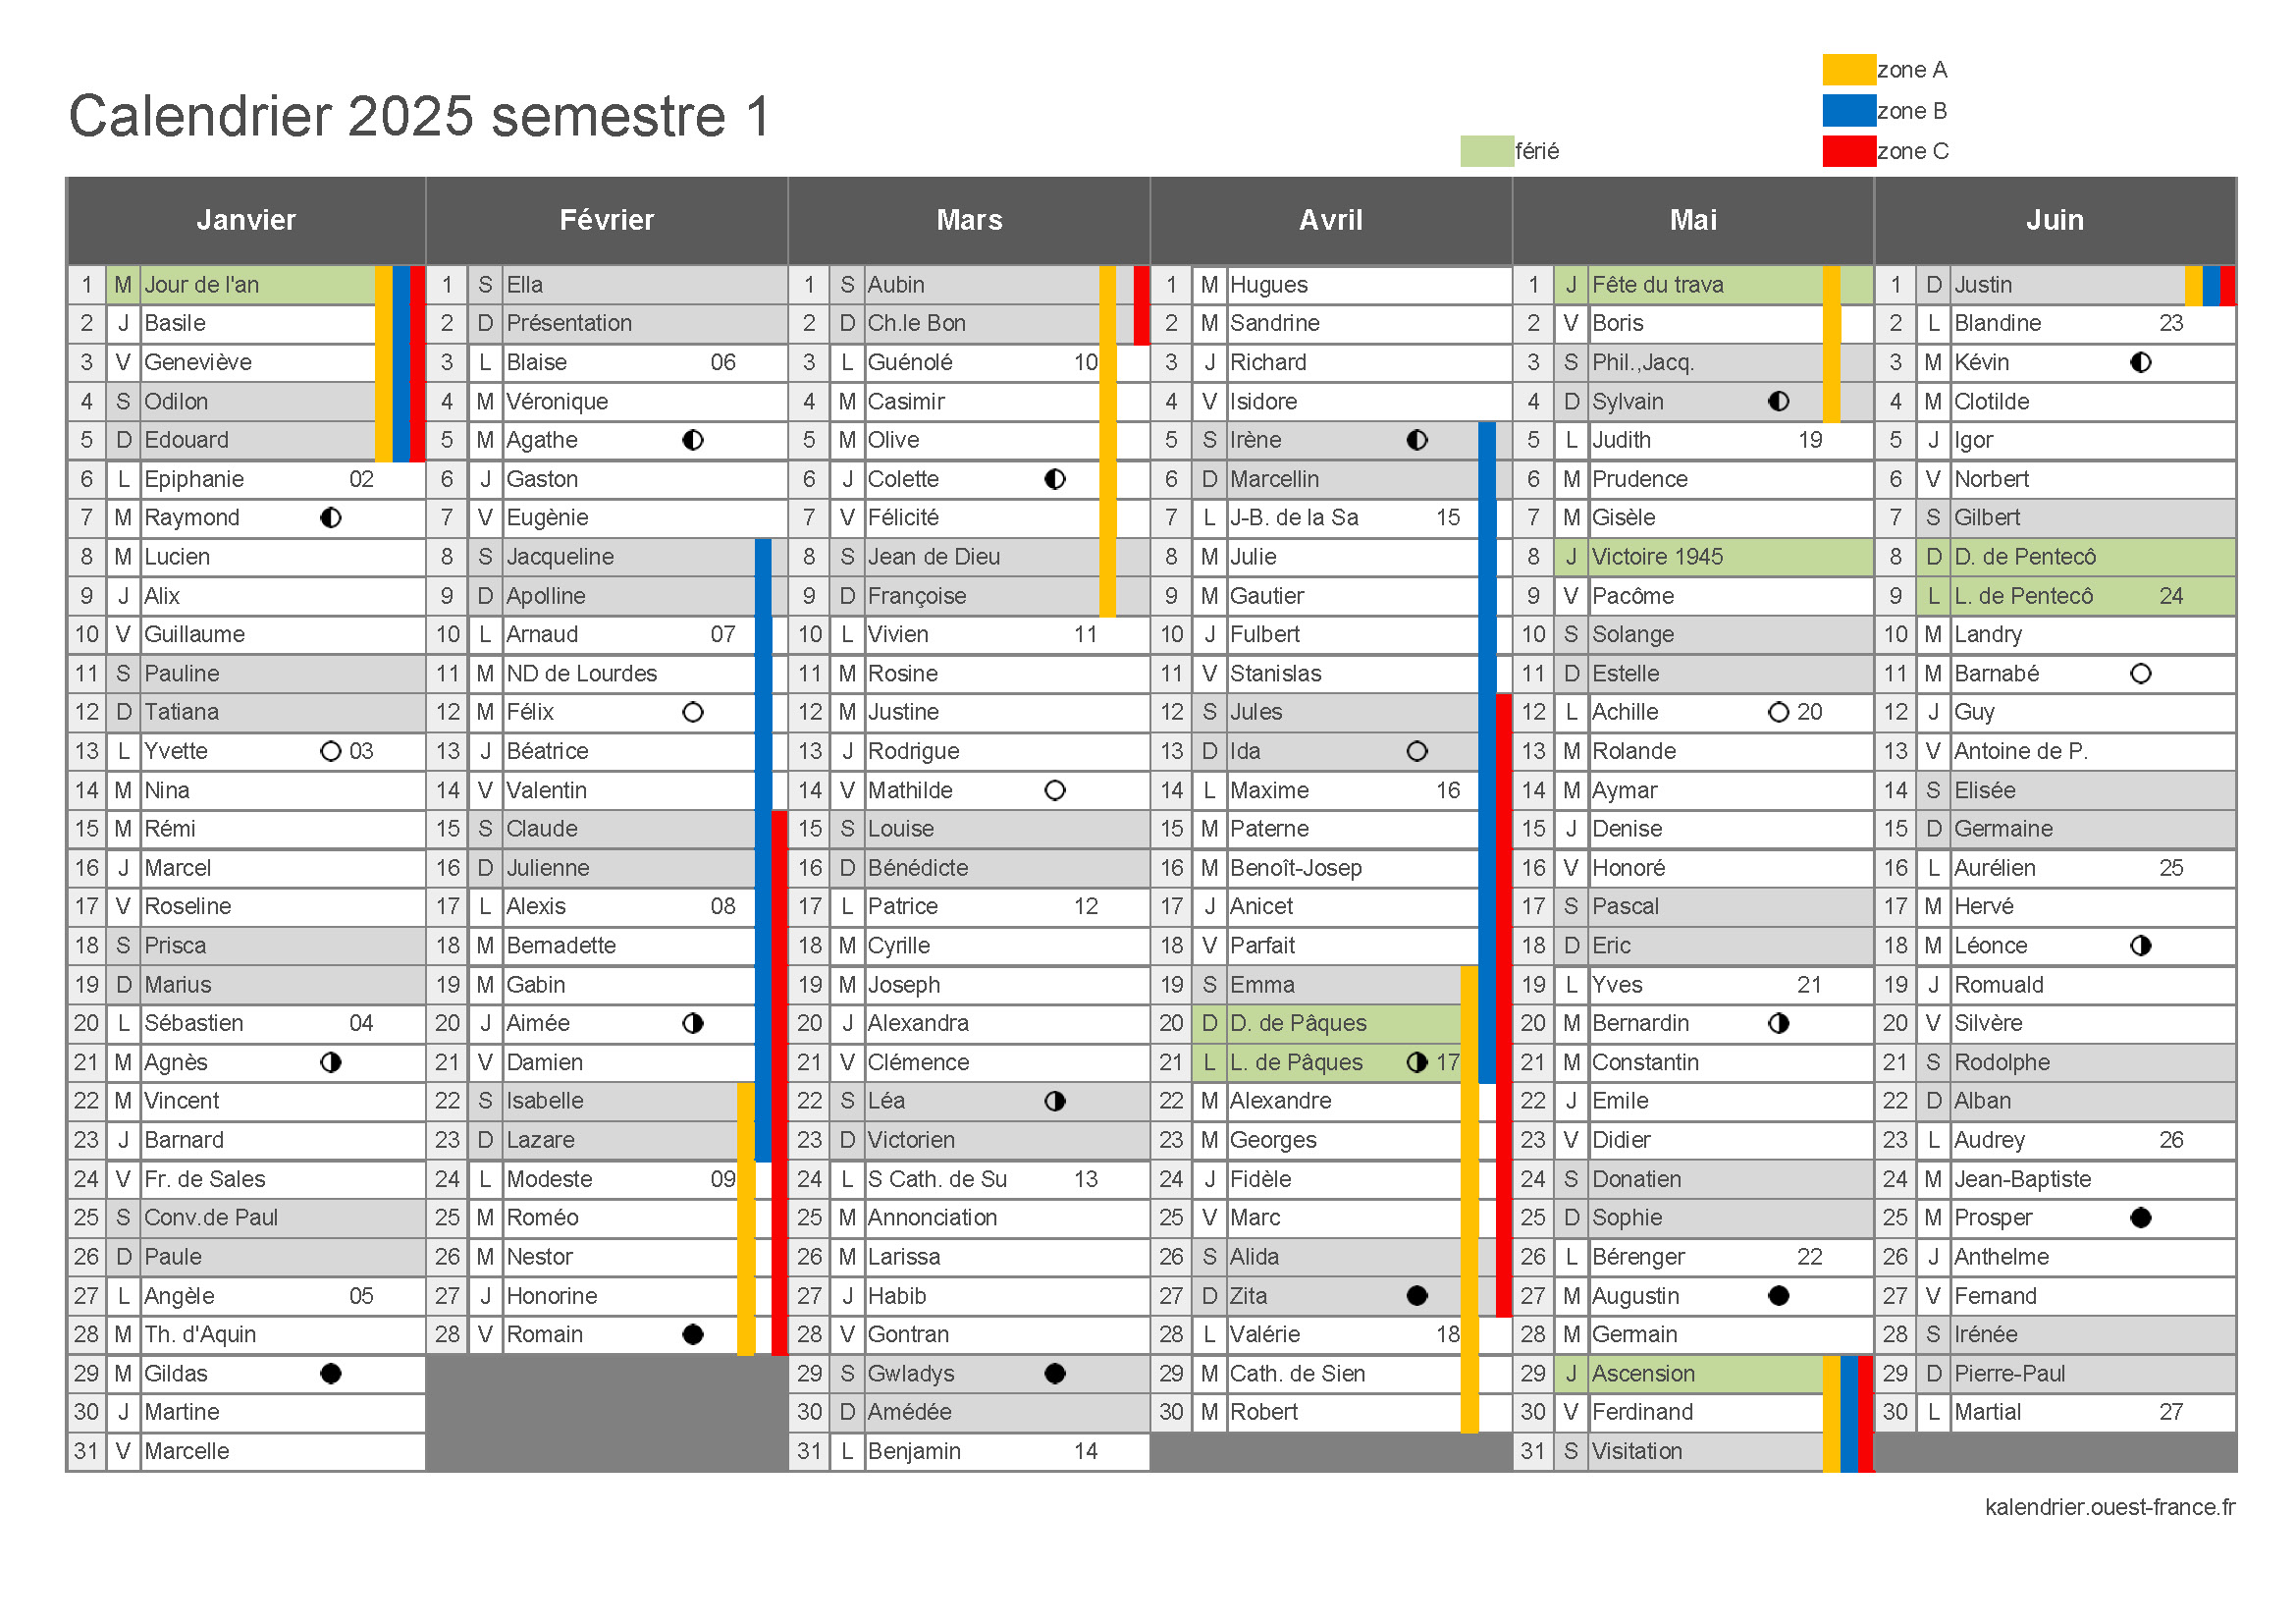 zone A
Calendrier 2025 semestre 1
zone B
férié
zone C
Janvier Février Mars Avril Mai Juin
1 M Jour de l'an 1 S Ella 1 S Aubin 1 M Hugues 1 J Fête du trava 1 D Justin
2 J Basile 2 D Présentation 2 D Ch.le Bon 2 M Sandrine 2 V Boris 2 L Blandine 23
3 V Geneviève 3 L Blaise 06 3 L Guénolé 10 3 J Richard 3 S Phil.,Jacq. 3 M Kévin
4 S Odilon 4 M Véronique 4 M Casimir 4 V Isidore 4 D Sylvain 4 M Clotilde
5 D Edouard 5 M Agathe 5 M Olive 5 S Irène 5 L Judith 19 5 J Igor
6 L Epiphanie 02 6 J Gaston 6 J Colette 6 D Marcellin 6 M Prudence 6 V Norbert
7 M Raymond 7 V Eugènie 7 V Félicité 7 L J-B. de la Sa 15 7 M Gisèle 7 S Gilbert
8 M Lucien 8 S Jacqueline 8 S Jean de Dieu 8 M Julie 8 J Victoire 1945 8 D D. de Pentecô
9 J Alix 9 D Apolline 9 D Françoise 9 M Gautier 9 V Pacôme 9 L L. de Pentecô 24
10 V Guillaume 10 L Arnaud 07 10 L Vivien 11 10 J Fulbert 10 S Solange 10 M Landry
11 S Pauline 11 M ND de Lourdes 11 M Rosine 11 V Stanislas 11 D Estelle 11 M Barnabé
12 D Tatiana 12 M Félix 12 M Justine 12 S Jules 12 L Achille 20 12 J Guy
13 L Yvette 03 13 J Béatrice 13 J Rodrigue 13 D Ida 13 M Rolande 13 V Antoine de P.
14 M Nina 14 V Valentin 14 V Mathilde 14 L Maxime 16 14 M Aymar 14 S Elisée
15 M Rémi 15 S Claude 15 S Louise 15 M Paterne 15 J Denise 15 D Germaine
16 J Marcel 16 D Julienne 16 D Bénédicte 16 M Benoît-Josep 16 V Honoré 16 L Aurélien 25
17 V Roseline 17 L Alexis 08 17 L Patrice 12 17 J Anicet 17 S Pascal 17 M Hervé
18 S Prisca 18 M Bernadette 18 M Cyrille 18 V Parfait 18 D Eric 18 M Léonce
19 D Marius 19 M Gabin 19 M Joseph 19 S Emma 19 L Yves 21 19 J Romuald
20 L Sébastien 04 20 J Aimée 20 J Alexandra 20 D D. de Pâques 20 M Bernardin 20 V Silvère
21 M Agnès 21 V Damien 21 V Clémence 21 L L. de Pâques 17 21 M Constantin 21 S Rodolphe
22 M Vincent 22 S Isabelle 22 S Léa 22 M Alexandre 22 J Emile 22 D Alban
23 J Barnard 23 D Lazare 23 D Victorien 23 M Georges 23 V Didier 23 L Audrey 26
24 V Fr. de Sales 24 L Modeste 09 24 L S Cath. de Su 13 24 J Fidèle 24 S Donatien 24 M Jean-Baptiste
25 S Conv.de Paul 25 M Roméo 25 M Annonciation 25 V Marc 25 D Sophie 25 M Prosper
26 D Paule 26 M Nestor 26 M Larissa 26 S Alida 26 L Bérenger 22 26 J Anthelme
27 L Angèle 05 27 J Honorine 27 J Habib 27 D Zita 27 M Augustin 27 V Fernand
28 M Th. d'Aquin 28 V Romain 28 V Gontran 28 L Valérie 18 28 M Germain 28 S Irénée
29 M Gildas 29 S Gwladys 29 M Cath. de Sien 29 J Ascension 29 D Pierre-Paul
30 J Martine 30 D Amédée 30 M Robert 30 V Ferdinand 30 L Martial 27
31 V Marcelle 31 L Benjamin 14 31 S Visitation
kalendrier.ouest-france.fr